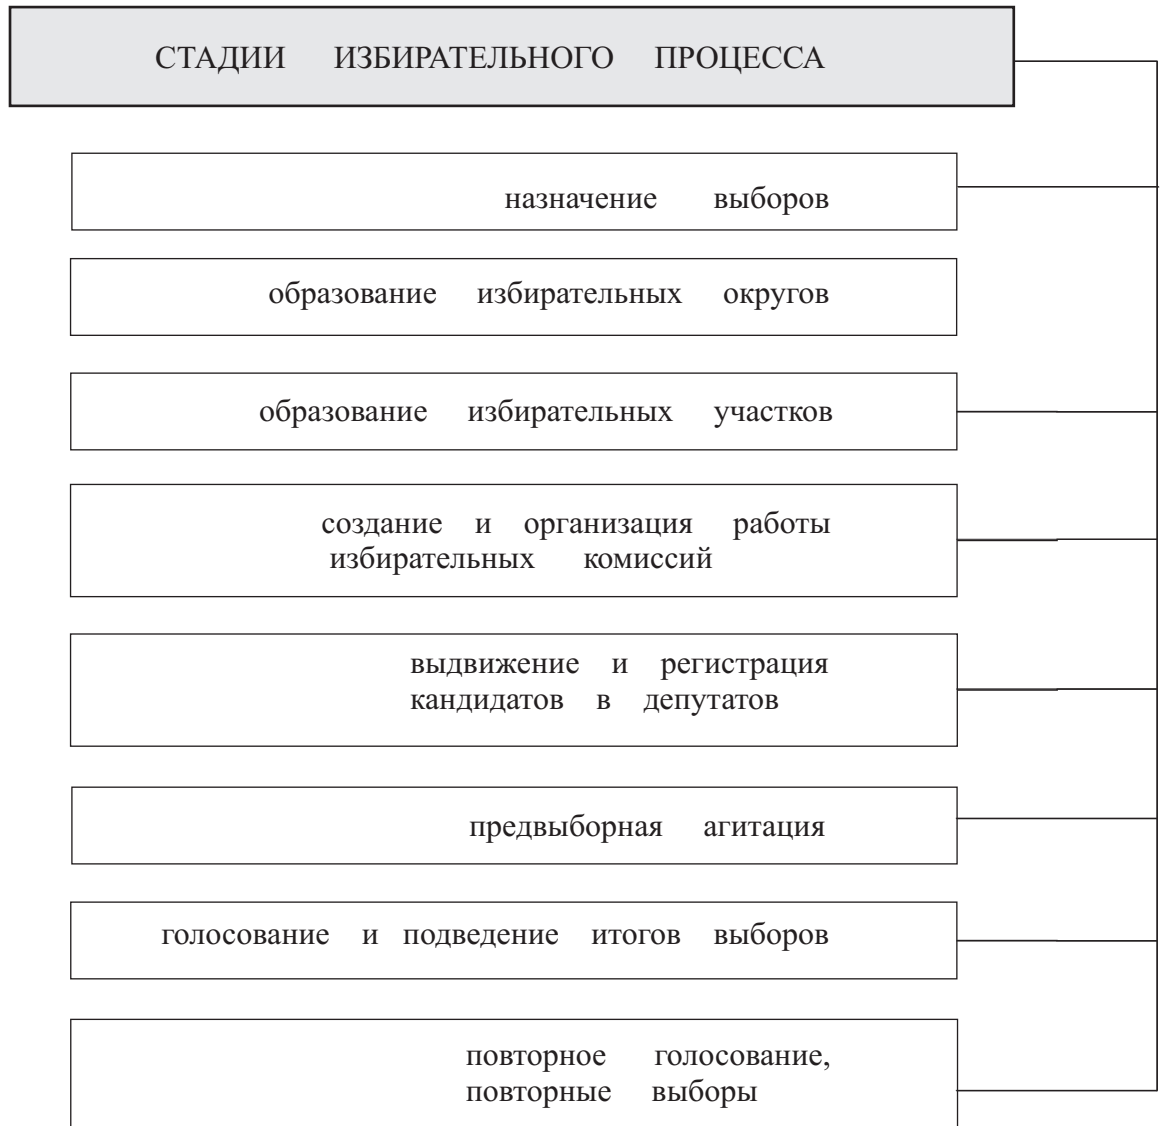 СТАДИИ ИЗБИРАТЕЛЬНОГО ПРОЦЕССА
назначение выборов
образование избирательных округов
образование избирательных участков
создание и организация работы
избирательных комиссий
выдвижение и регистрация
кандидатов в депутатов
предвыборная агитация
голосование и подведение итогов выборов
повторное голосование,
повторные выборы